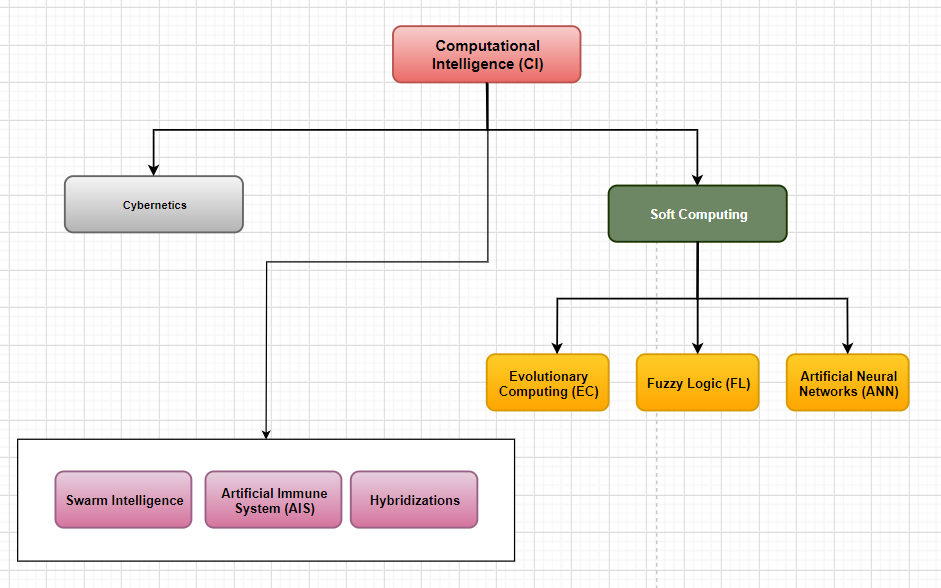 Computational
Intelligence (CI)
Cybernetics
Soft Computing
Evolutionary
Computing (EC)
Fuzzy Logic (FL)
Artificial Neural
Networks (ANN)
Swarm Intelligence
Artificial Immune
System (AIS)
Hybridizations